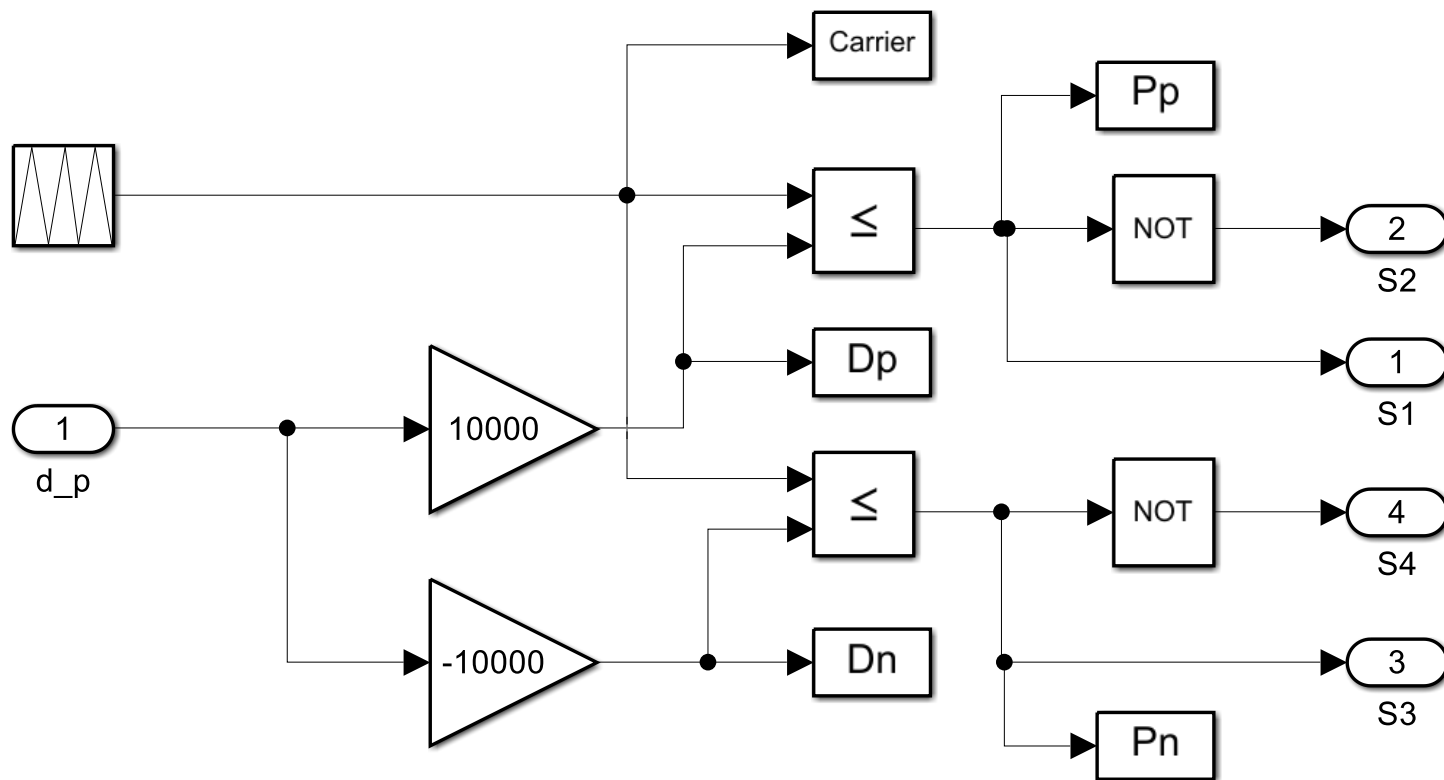 Carrier
Pp
≤
NOT
2
S2
Dp
1
S1
1
d_p
10000
≤
NOT
4
S4
-10000
Dn
3
S3
Pn